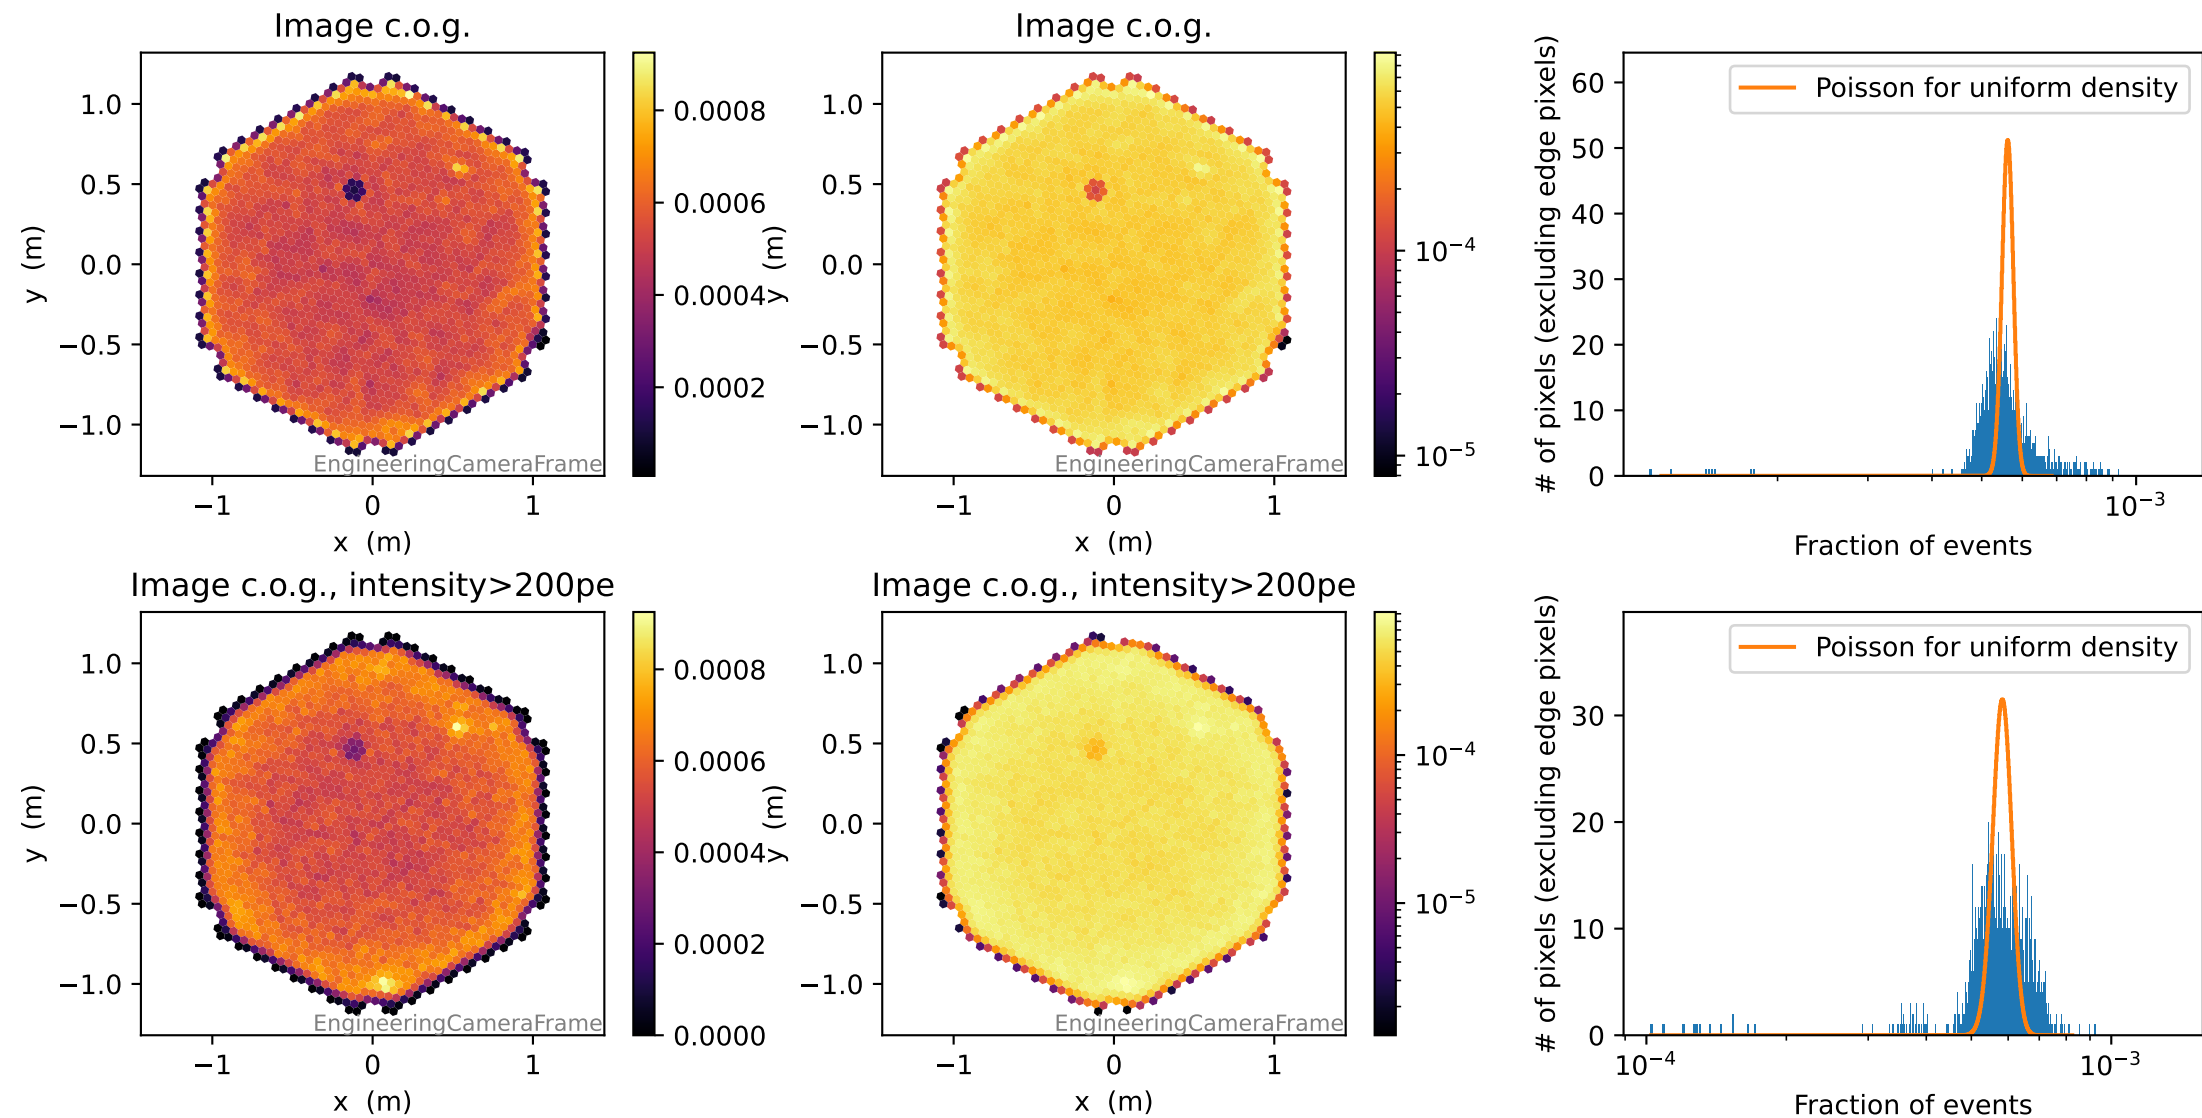 Image c.o.g.
1.0
0.5
0.0
−0.5
−1.0
y (m)
−1
0
1
x (m)
EngineeringCameraFrame
0.0008
0.0006
0.0004
0.0002
Image c.o.g.
1.0
0.5
0.0
−0.5
−1.0
y (m)
−1
0
1
x (m)
EngineeringCameraFrame
10⁻⁴
10⁻⁵
Poisson for uniform density
60
50
40
30
20
10
0
# of pixels (excluding edge pixels)
10⁻³
Fraction of events
Image c.o.g., intensity>200pe
1.0
0.5
0.0
−0.5
−1.0
y (m)
−1
0
1
x (m)
EngineeringCameraFrame
0.0008
0.0006
0.0004
0.0002
0.0000
Image c.o.g., intensity>200pe
1.0
0.5
0.0
−0.5
−1.0
y (m)
−1
0
1
x (m)
EngineeringCameraFrame
10⁻⁴
10⁻⁵
Poisson for uniform density
30
20
10
0
# of pixels (excluding edge pixels)
10⁻⁴
10⁻³
Fraction of events